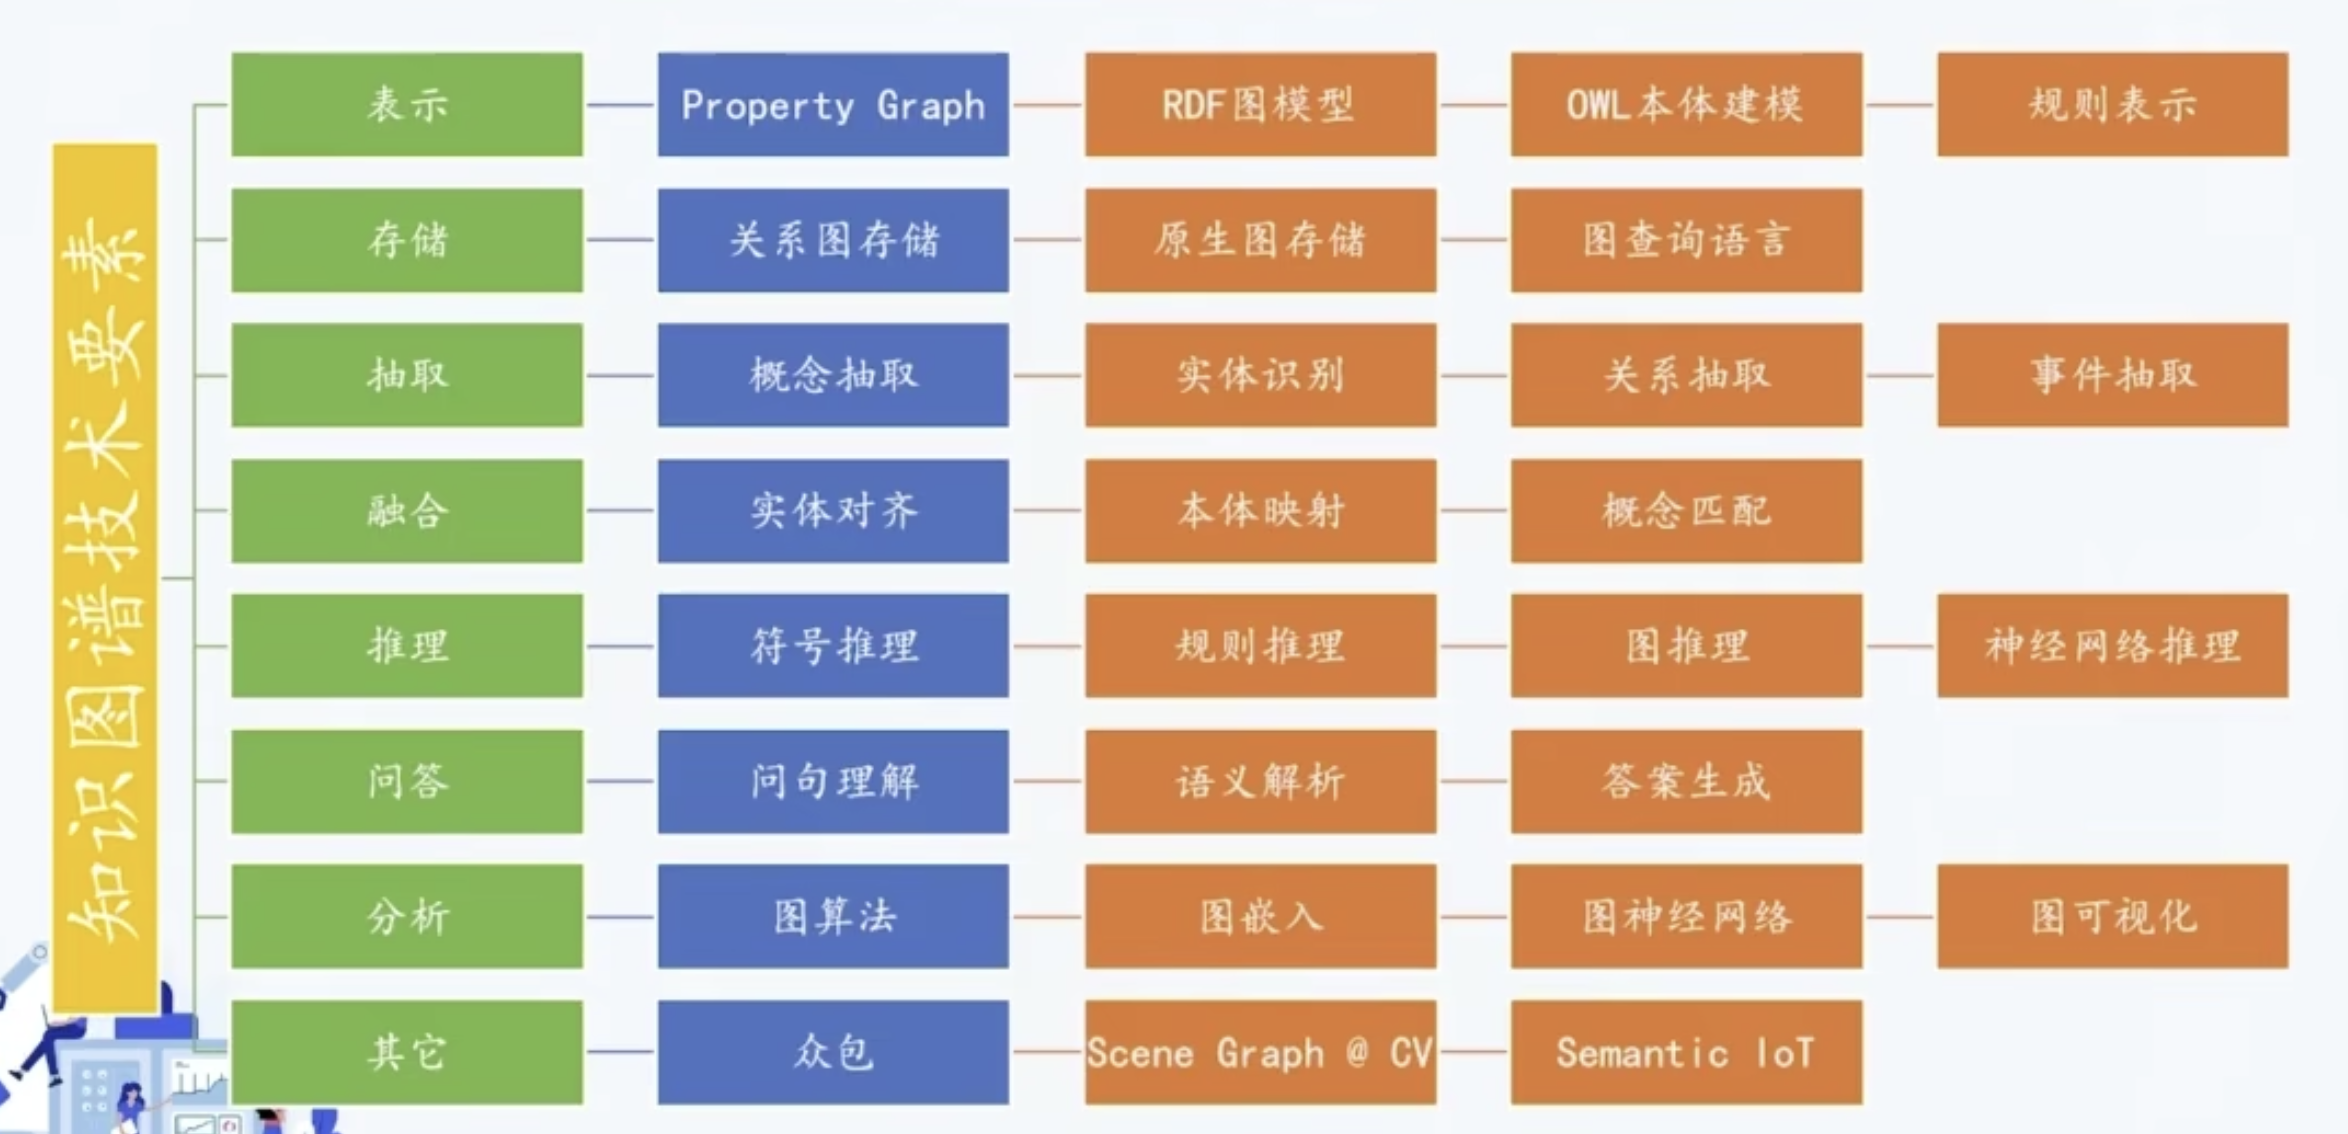 知识图谱技术要素
表示 Property Graph RDF图模型 OWL本体建模 规则表示
存储 关系图存储 原生图存储 图查询语言
抽取 概念抽取 实体识别 关系抽取 事件抽取
融合 实体对齐 本体映射 概念匹配
推理 符号推理 规则推理 图推理 神经网络推理
问答 问句理解 语义解析 答案生成
分析 图算法 图嵌入 图神经网络 图可视化
其它 众包 Scene Graph @ CV Semantic IoT